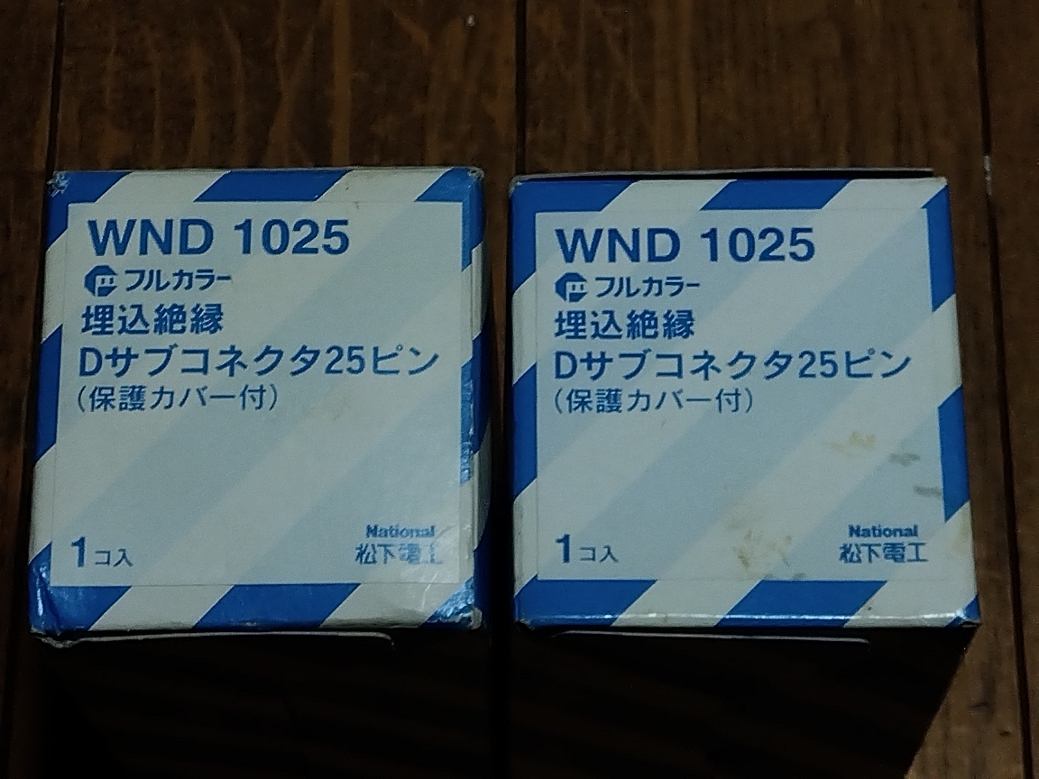 WND 1025
フルカラー
埋込絶縁
Dサブコネクタ25ピン
(保護カバー付)
1コ入
National
松下電工
WND 1025
フルカラー
埋込絶縁
Dサブコネクタ25ピン
(保護カバー付)
1コ入
National
松下電工